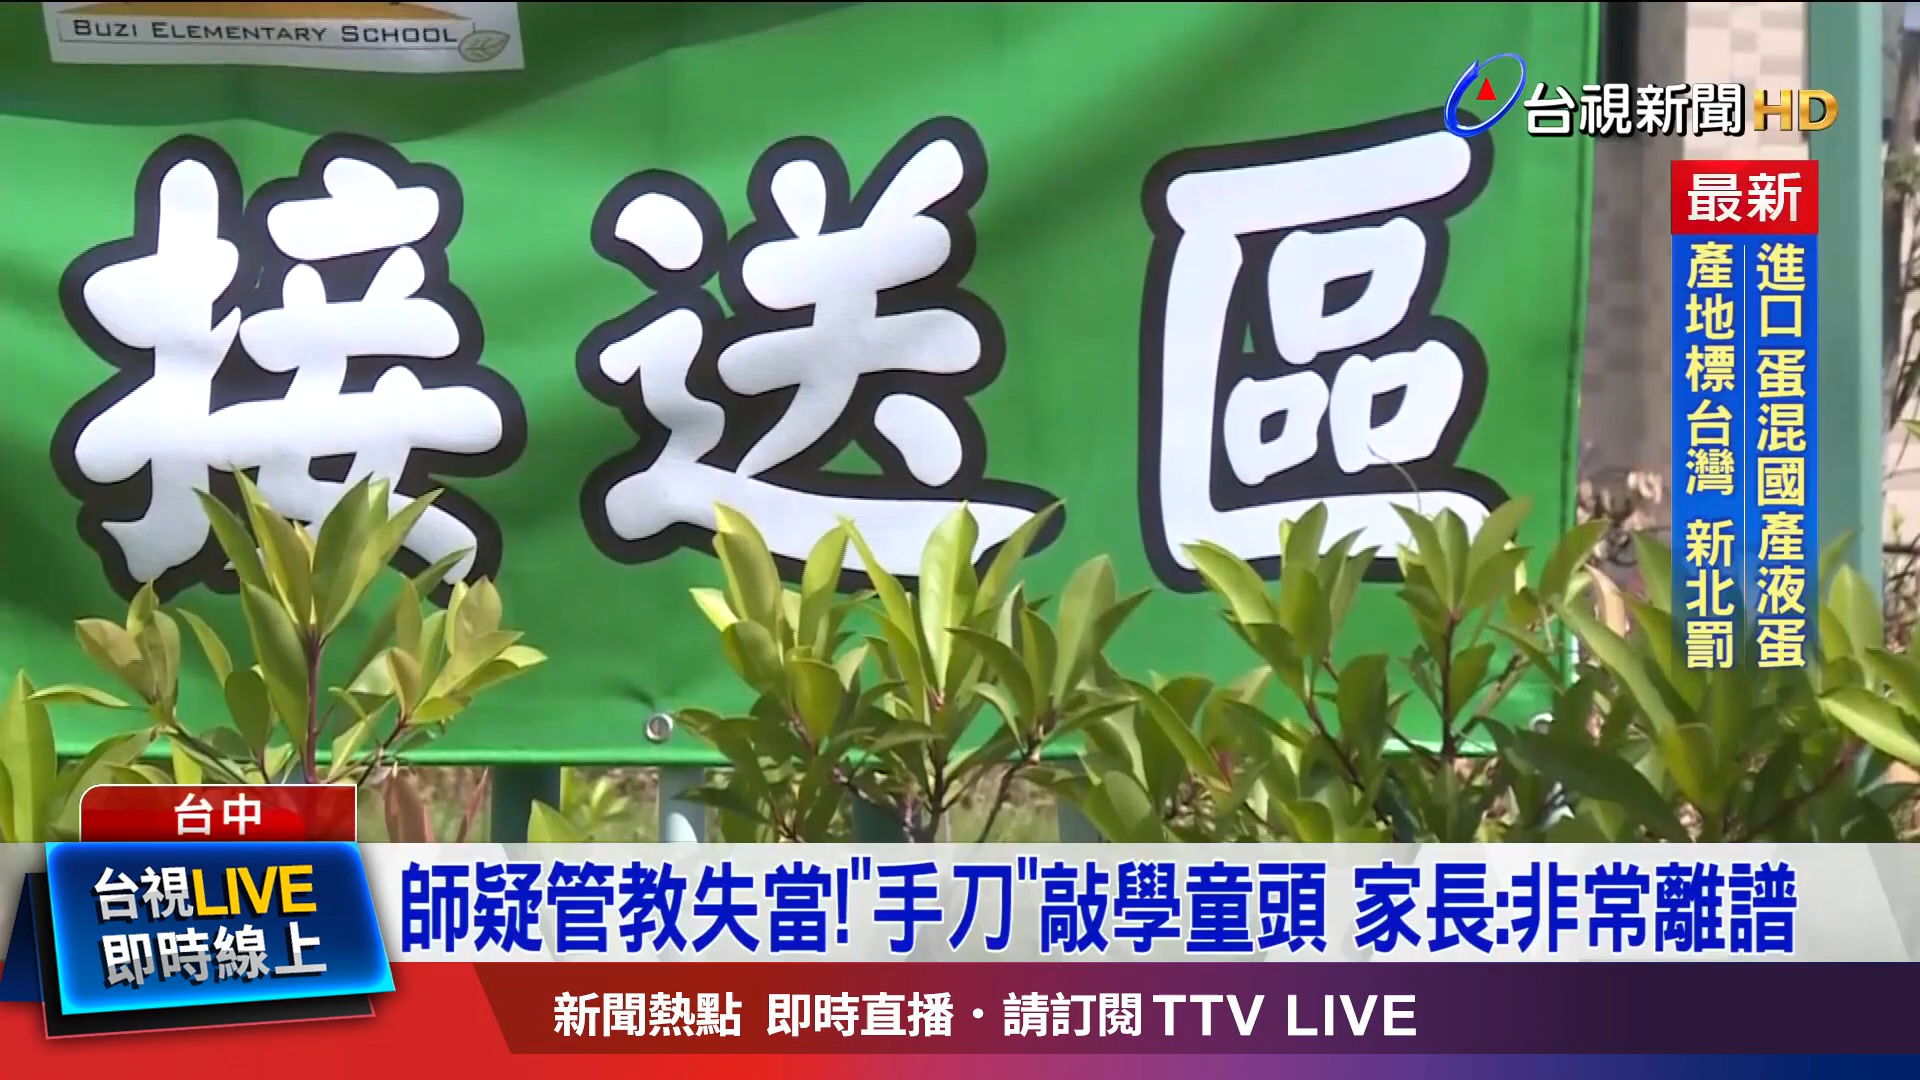 BUZI ELEMENTARY SCHOOL
接送區
台視新聞HD
最新
進口蛋混國產液蛋
產地標台灣 新北罰
台中
台視LIVE
即時線上
師疑管教失當!"手刀"敲學童頭 家長:非常離譜
新聞熱點 即時直播・請訂閱TTV LIVE